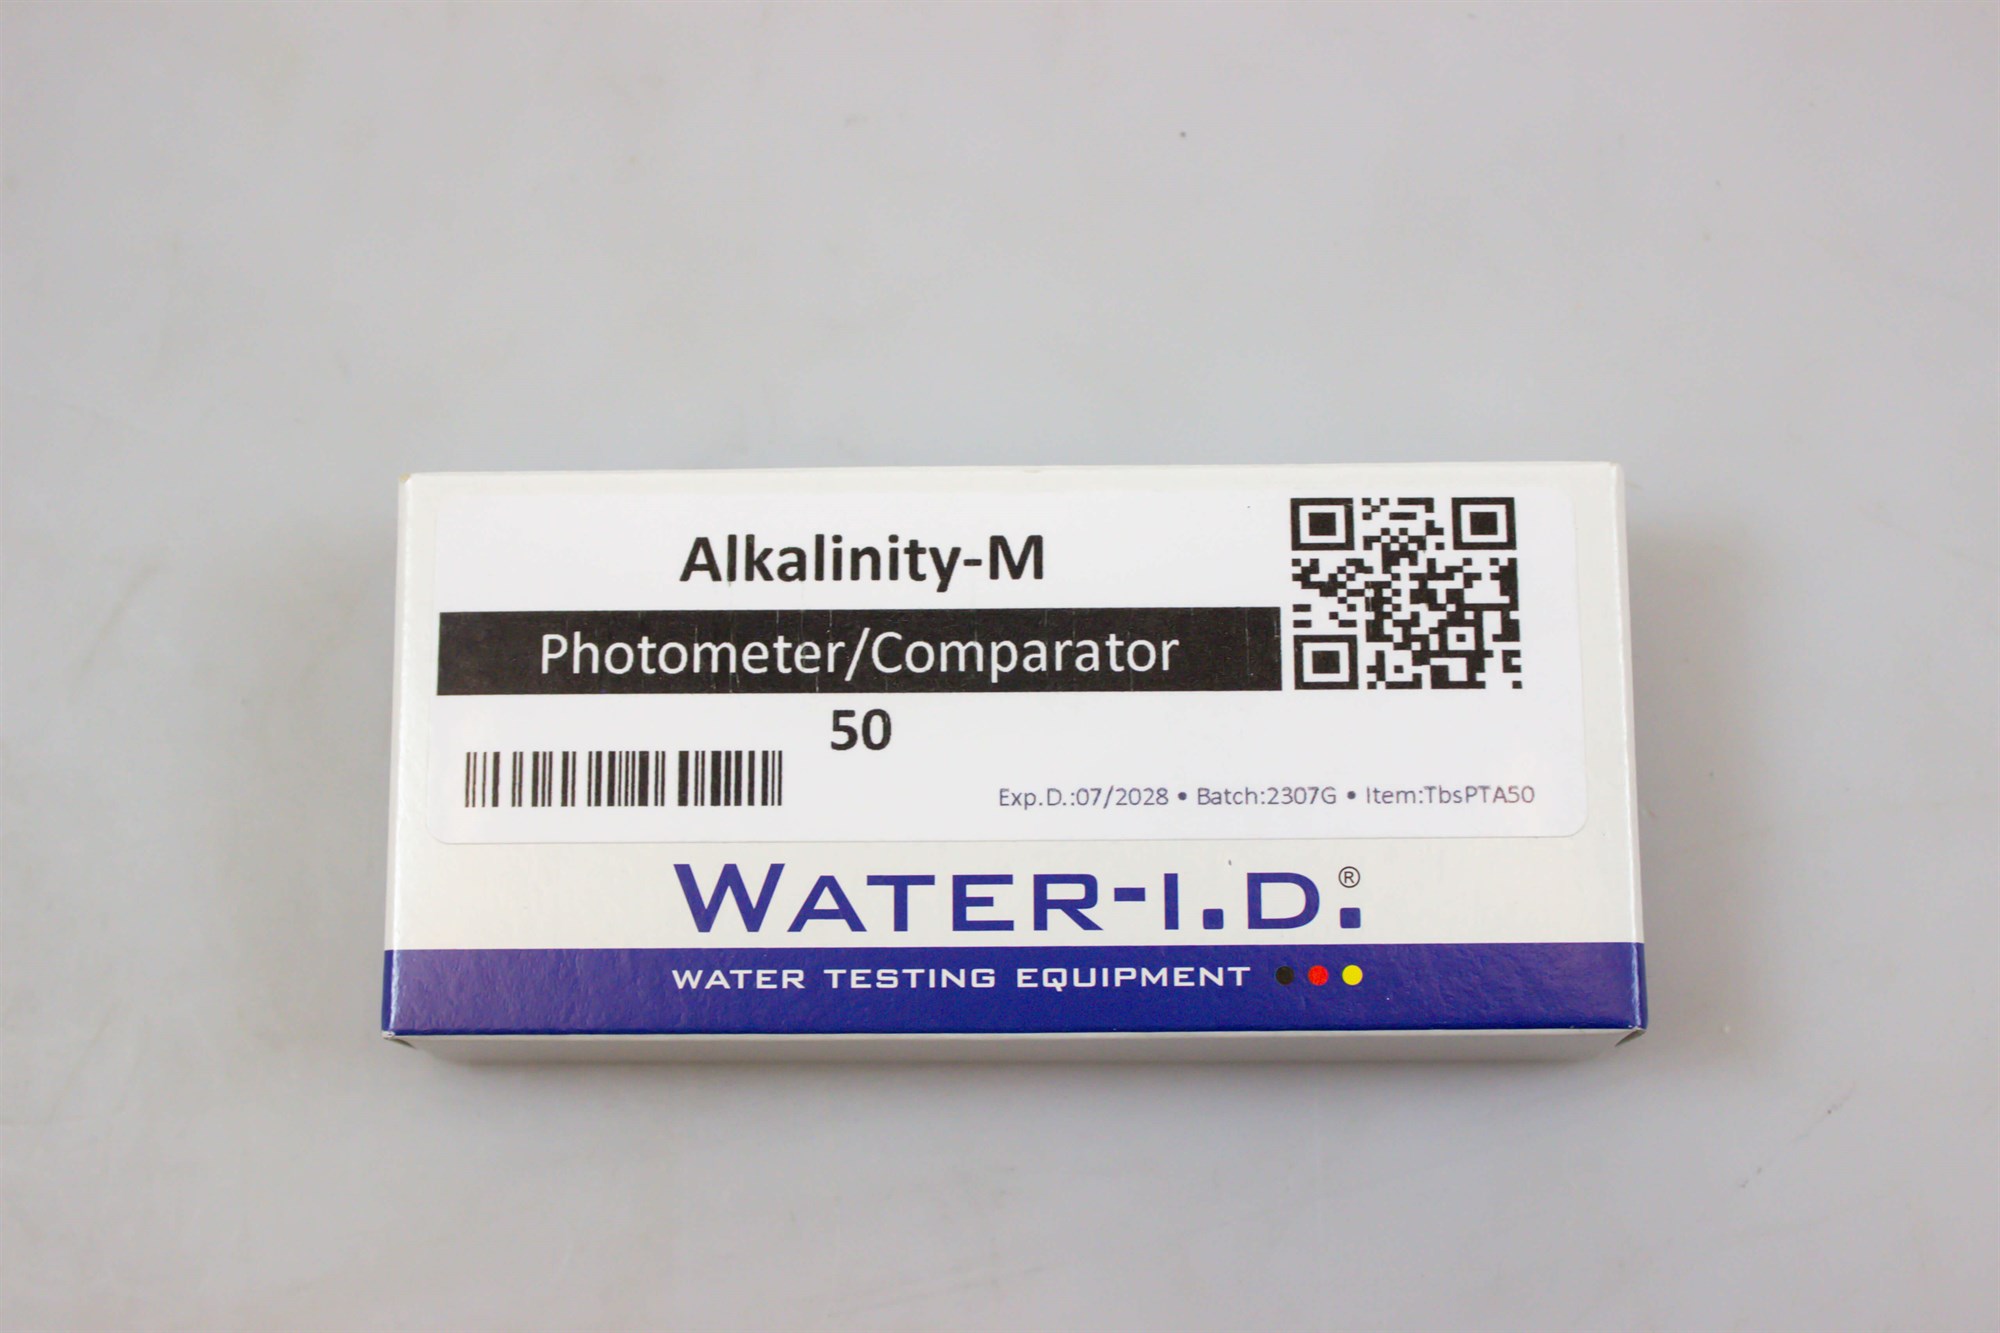 Alkalinity-M
Photometer/Comparator
50
Exp.D.:07/2028 • Batch:2307G • Item:TbsPTA50
WATER-I.D.®
WATER TESTING EQUIPMENT